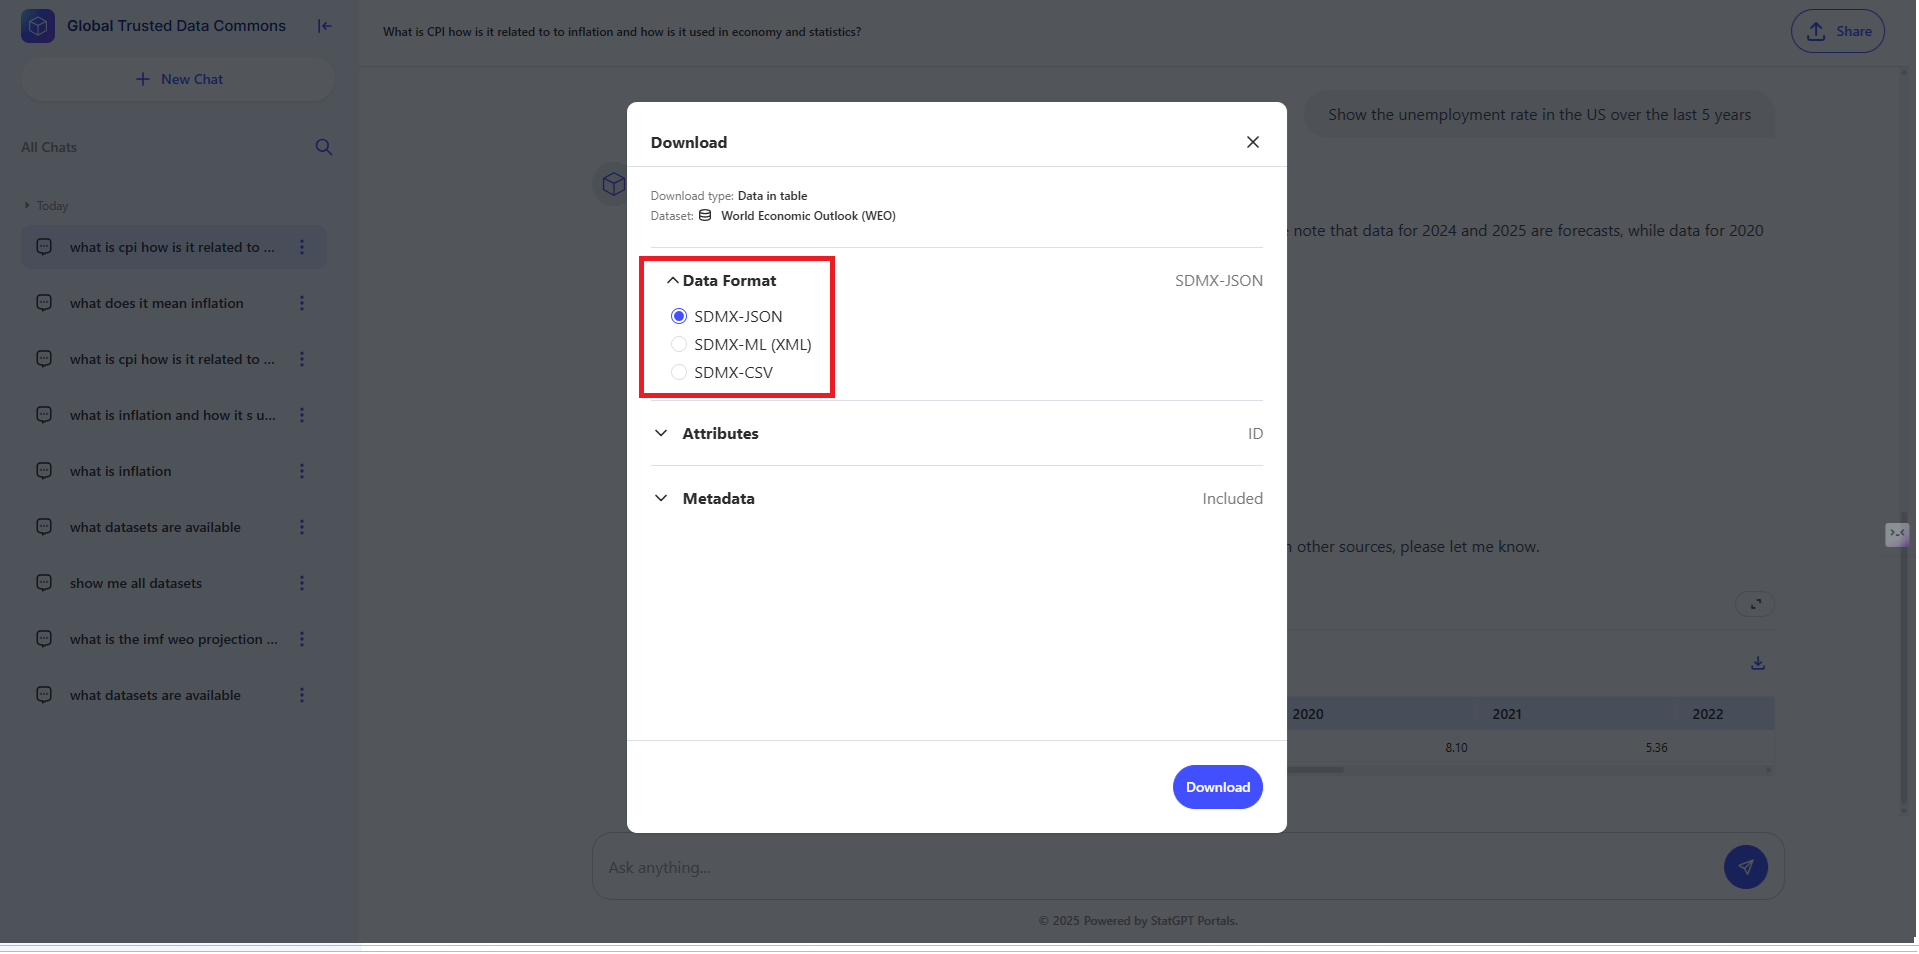 Global Trusted Data Commons
New Chat
All Chats
Today
what is cpi how is it related to ...
what does it mean inflation
what is cpi how is it related to ...
what is inflation and how it s u...
what is inflation
what datasets are available
show me all datasets
what is the imf weo projection ...
what datasets are available
What is CPI how is it related to to inflation and how is it used in economy and statistics?
Share
Show the unemployment rate in the US over the last 5 years
note that data for 2024 and 2025 are forecasts, while data for 2020
other sources, please let me know.
2020 2021 2022
8.10 5.36
Download
Download type: Data in table
Dataset: World Economic Outlook (WEO)
Data Format SDMX-JSON
SDMX-JSON
SDMX-ML (XML)
SDMX-CSV
Attributes ID
Metadata Included
Download
Ask anything...
© 2025 Powered by StatGPT Portals.